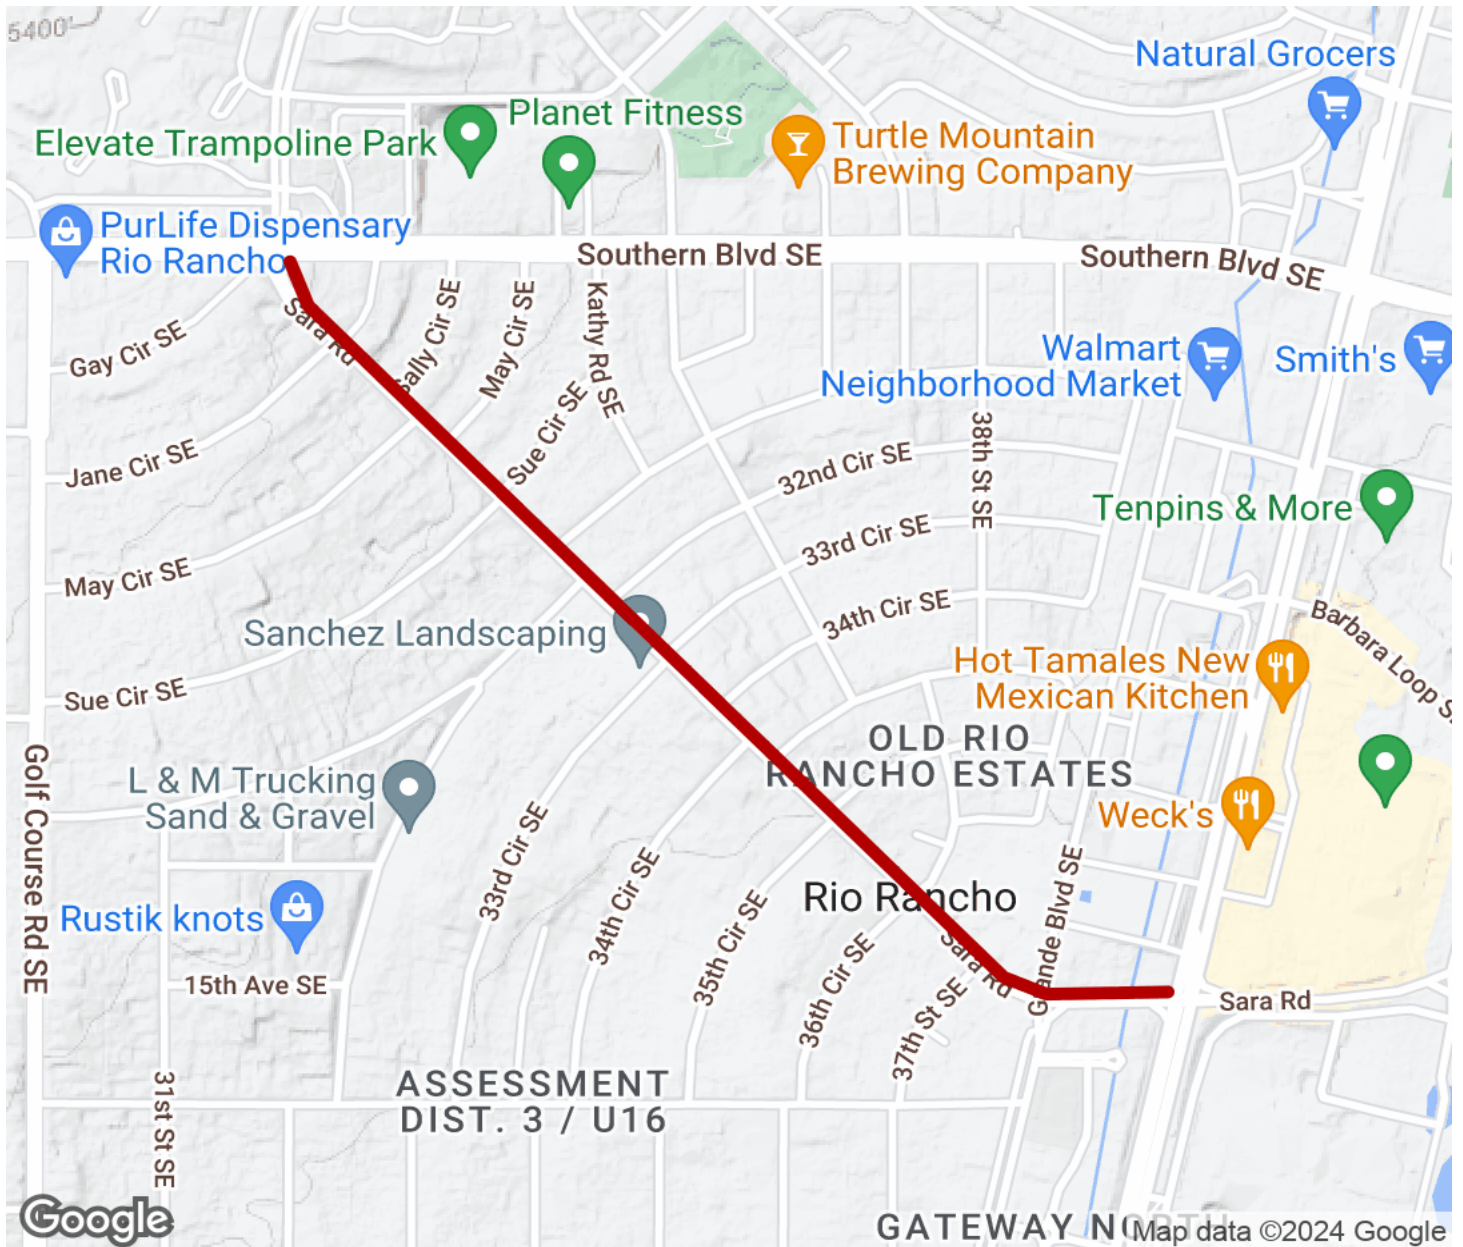 5400'
Natural Grocers
Planet Fitness
Elevate Trampoline Park
Turtle Mountain
Brewing Company
PurLife Dispensary
Rio Rancho
Southern Blvd SE
Southern Blvd SE
Sara Rd
Gay Cir SE
Sally Cir SE
May Cir SE
Kathy Rd SE
Walmart
Neighborhood Market
Smith's
Sue Cir SE
Jane Cir SE
32nd Cir SE
38th St SE
Tenpins & More
33rd Cir SE
May Cir SE
34th Cir SE
Sanchez Landscaping
Barbara Loop S
Hot Tamales New
Mexican Kitchen
Sue Cir SE
OLD RIO
RANCHO ESTATES
Golf Course Rd SE
L & M Trucking
Sand & Gravel
Weck's
33rd Cir SE
34th Cir SE
Rio Rancho
Grande Blvd SE
Rustik knots
35th Cir SE
36th Cir SE
Sara Rd
15th Ave SE
37th St SE
Sara Rd
31st St SE
ASSESSMENT
DIST. 3 / U16
Google
GATEWAY NORTH
Map data ©2024 Google